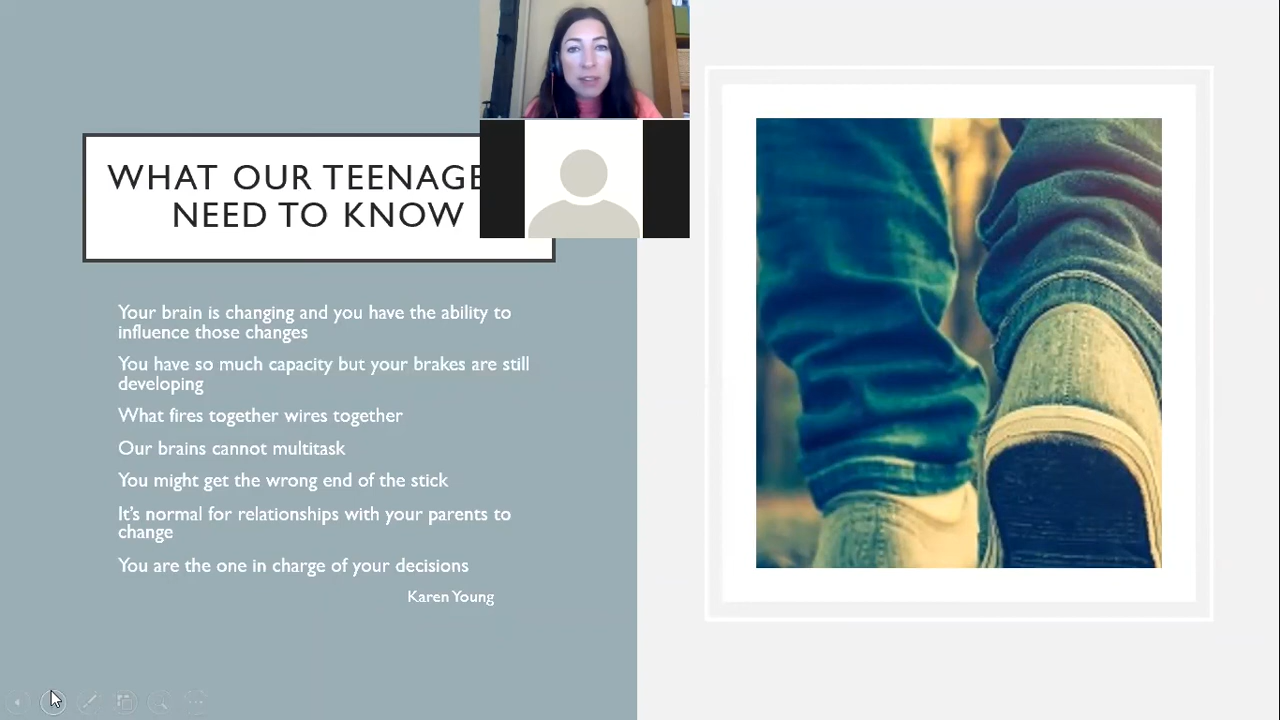 WHAT OUR TEENAGE
NEED TO KNOW
Your brain is changing and you have the ability to
influence those changes
You have so much capacity but your brakes are still
developing
What fires together wires together
Our brains cannot multitask
You might get the wrong end of the stick
It's normal for relationships with your parents to
change
You are the one in charge of your decisions
Karen Young